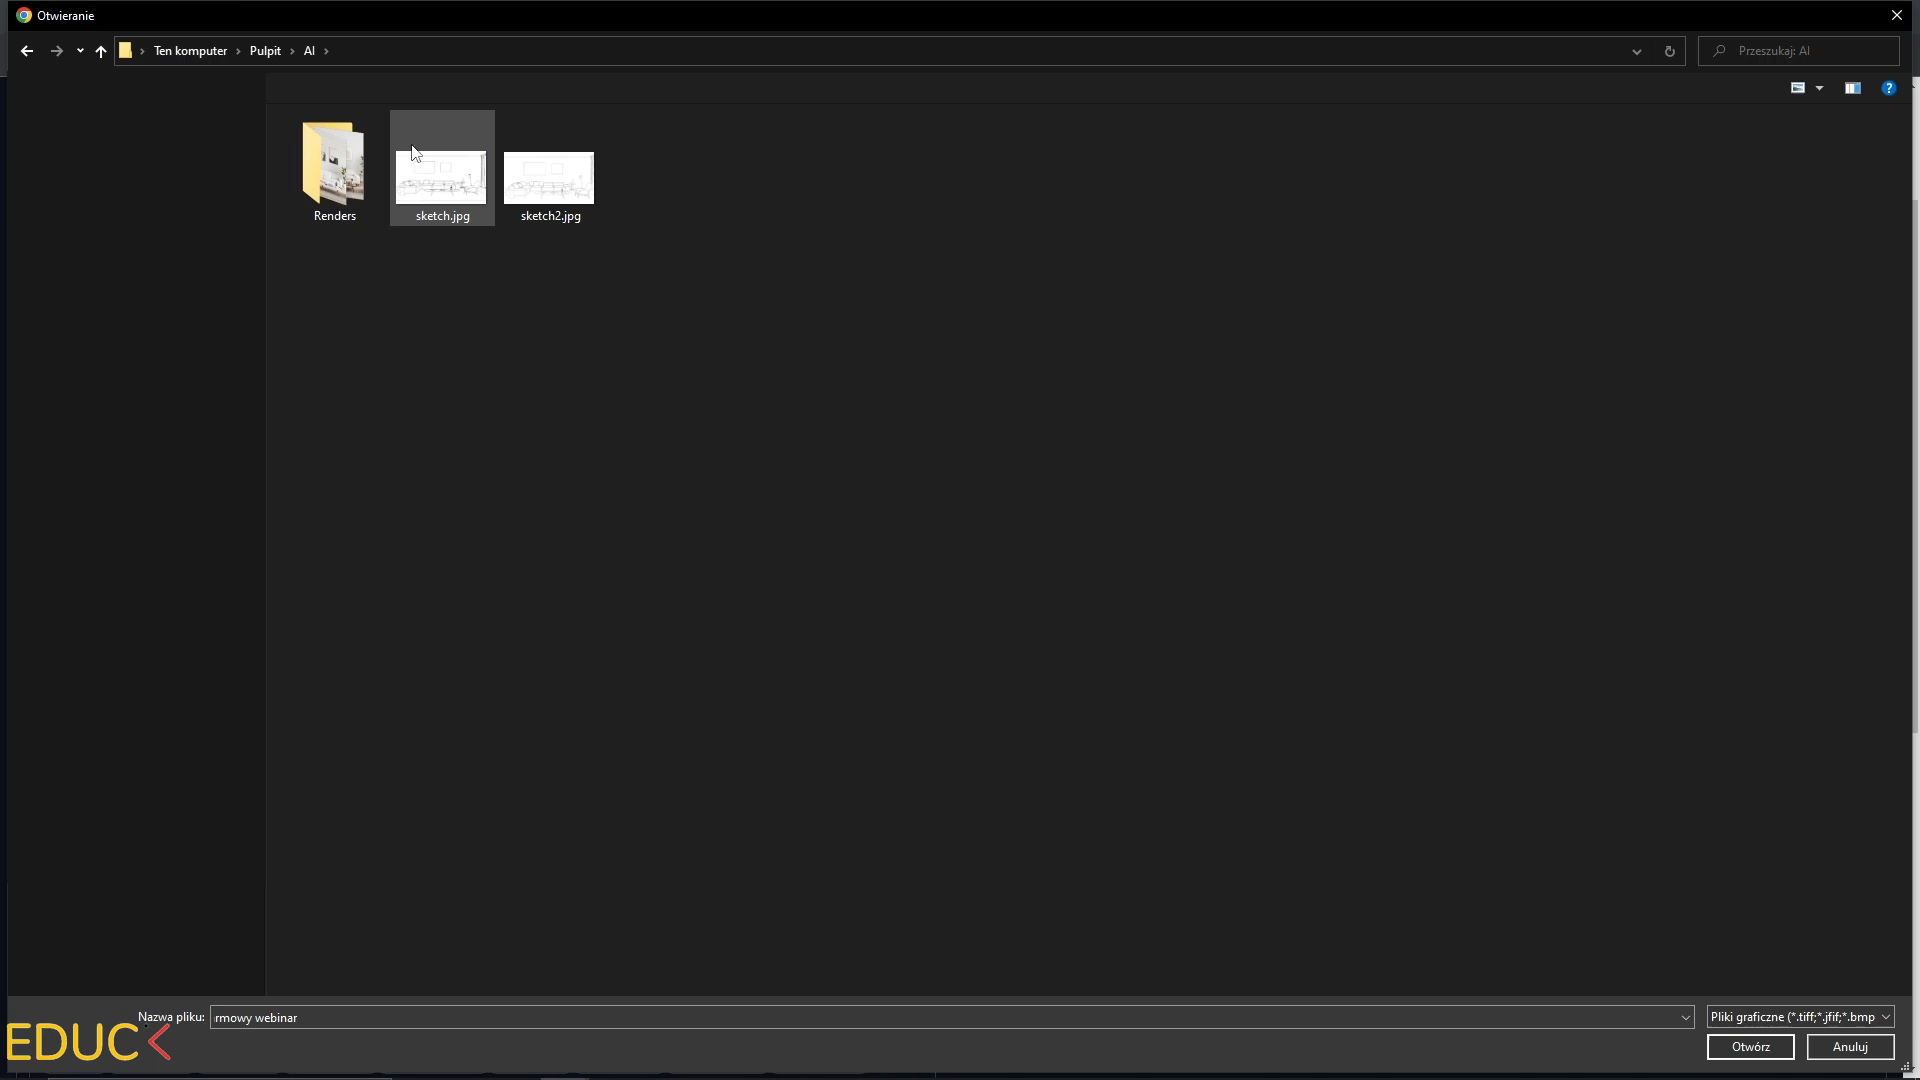 Otwieranie
Ten komputer > Pulpit > AI >
Przeszukaj: AI
?
Renders
sketch.jpg
sketch2.jpg
Nazwa pliku:
rmowy webinar
Pliki graficzne (*.tiff;*.jfif;*.bmp
EDUC
Otwórz
Anuluj